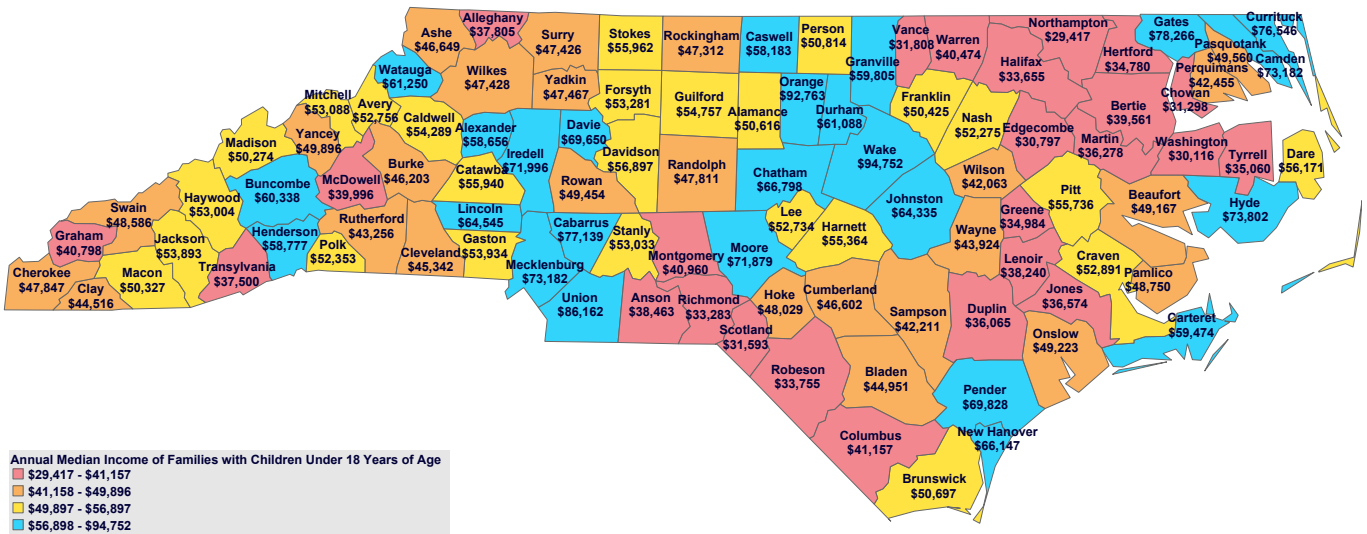 Alleghany
$37,805
Ashe
$46,649
Surry
$47,426
Stokes
$55,962
Rockingham
$47,312
Caswell
$58,183
Person
$50,814
Vance
$31,808
Granville
$59,805
Warren
$40,474
Northampton
$29,417
Halifax
$33,655
Hertford
$34,780
Gates
$78,266
Currituck
$76,546
Pasquotank
$49,560
Camden
$73,182
Perquimans
$42,455
Chowan
$31,298
Watauga
$61,250
Wilkes
$47,428
Yadkin
$47,467
Forsyth
$53,281
Guilford
$54,757
Alamance
$50,616
Orange
$92,763
Durham
$61,088
Franklin
$50,425
Nash
$52,275
Edgecombe
$30,797
Bertie
$39,561
Martin
$36,278
Washington
$30,116
Tyrrell
$35,060
Dare
$56,171
Mitchell
$53,088
Avery
$52,756
Caldwell
$54,289
Alexander
$58,656
Iredell
$71,996
Davie
$69,650
Davidson
$56,897
Randolph
$47,811
Chatham
$66,798
Wake
$94,752
Wilson
$42,063
Pitt
$55,736
Beaufort
$49,167
Hyde
$73,802
Madison
$50,274
Yancey
$49,896
McDowell
$39,996
Burke
$46,203
Catawba
$55,940
Rowan
$49,454
Johnston
$64,335
Greene
$34,984
Swain
$48,586
Haywood
$53,004
Buncombe
$60,338
Rutherford
$43,256
Lincoln
$64,545
Cabarrus
$77,139
Stanly
$53,033
Lee
$52,734
Harnett
$55,364
Wayne
$43,924
Lenoir
$38,240
Craven
$52,891
Pamlico
$48,750
Graham
$40,798
Jackson
$53,893
Henderson
$58,777
Polk
$52,353
Cleveland
$45,342
Gaston
$53,934
Mecklenburg
$73,182
Montgomery
$40,960
Moore
$71,879
Jones
$36,574
Cherokee
$47,847
Clay
$44,516
Macon
$50,327
Transylvania
$37,500
Union
$86,162
Anson
$38,463
Richmond
$33,283
Scotland
$31,593
Hoke
$48,029
Cumberland
$46,602
Sampson
$42,211
Duplin
$36,065
Onslow
$49,223
Carteret
$59,474
Robeson
$33,755
Bladen
$44,951
Pender
$69,828
Columbus
$41,157
New Hanover
$66,147
Brunswick
$50,697
Annual Median Income of Families with Children Under 18 Years of Age
$29,417 - $41,157
$41,158 - $49,896
$49,897 - $56,897
$56,898 - $94,752